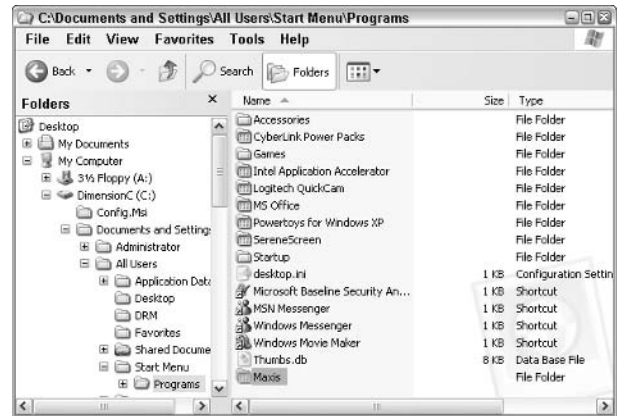 C:\Documents and Settings\All Users\Start Menu\Programs
File Edit View Favorites Tools Help
Back Search Folders
Folders
Desktop
My Documents
My Computer
3½ Floppy (A:)
DimensionC (C:)
Config.Msi
Documents and Setting
Administrator
All Users
Application Data
Desktop
DRM
Favorites
Shared Docume
Start Menu
Programs
Name Size Type
Accessories File Folder
CyberLink Power Packs File Folder
Games File Folder
Intel Application Accelerator File Folder
Logitech QuickCam File Folder
MS Office File Folder
Powertoys for Windows XP File Folder
SereneScreen File Folder
Startup File Folder
desktop.ini 1 KB Configuration Settin
Microsoft Baseline Security An... 1 KB Shortcut
MSN Messenger 1 KB Shortcut
Windows Messenger 1 KB Shortcut
Windows Movie Maker 1 KB Shortcut
Thumbs.db 8 KB Data Base File
Maxis File Folder